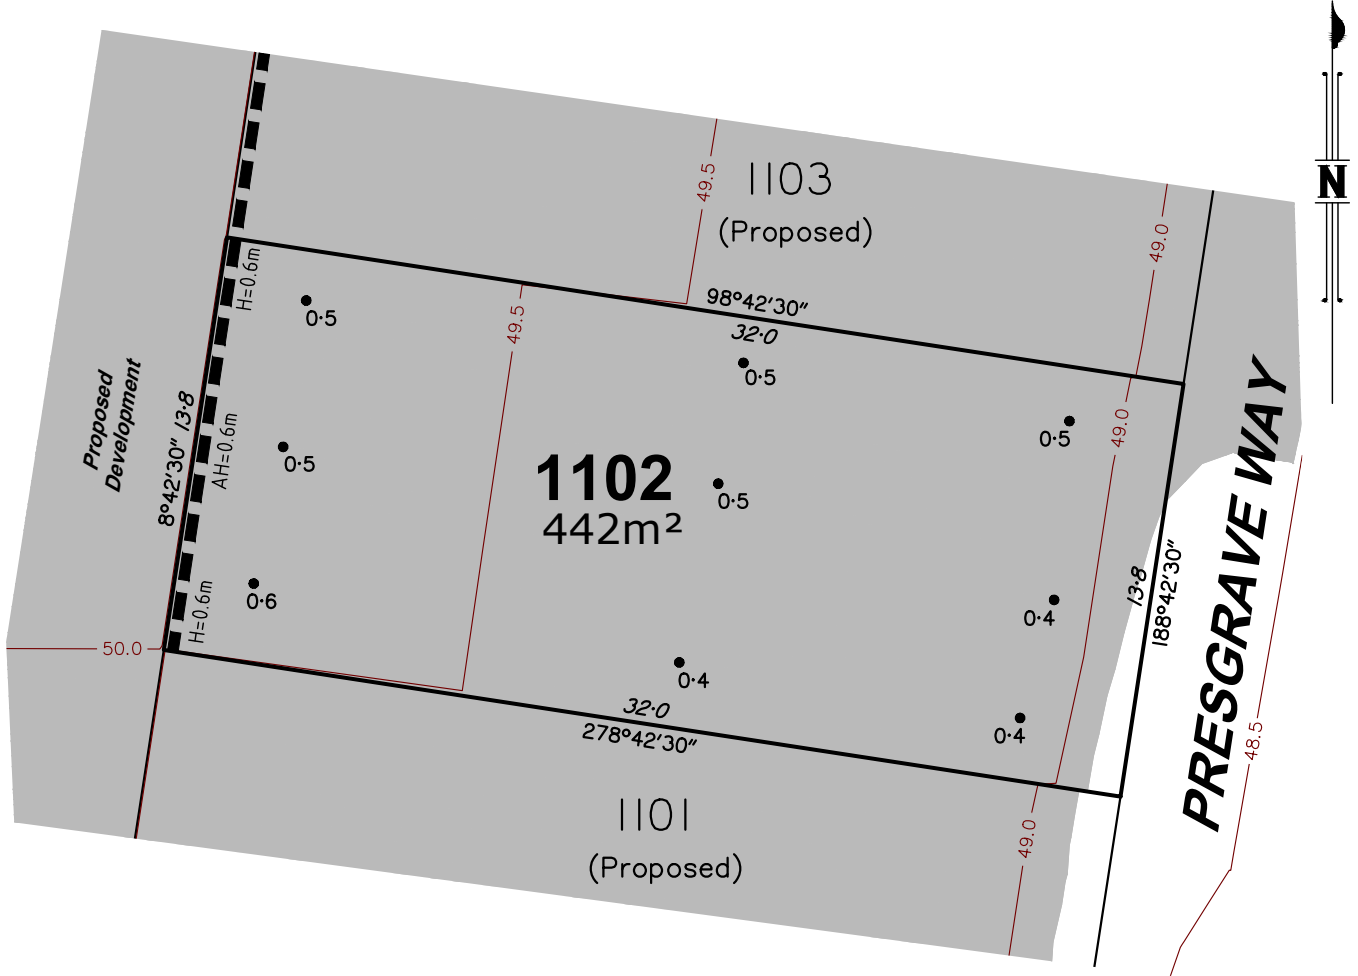 N
49.5
1103
(Proposed)
49.0
98°42'30"
32·0
H=0.6m
0·5
49.5
0·5
49.0
0·5
Proposed
Development
8°42'30" 13·8
AH=0.6m
0·5
1102
442m²
0·5
PRESGRAVE WAY
H=0.6m
0·6
0·4
13·8
188°42'30"
50.0
0·4
32·0
278°42'30"
0·4
48.5
1101
(Proposed)
49.0